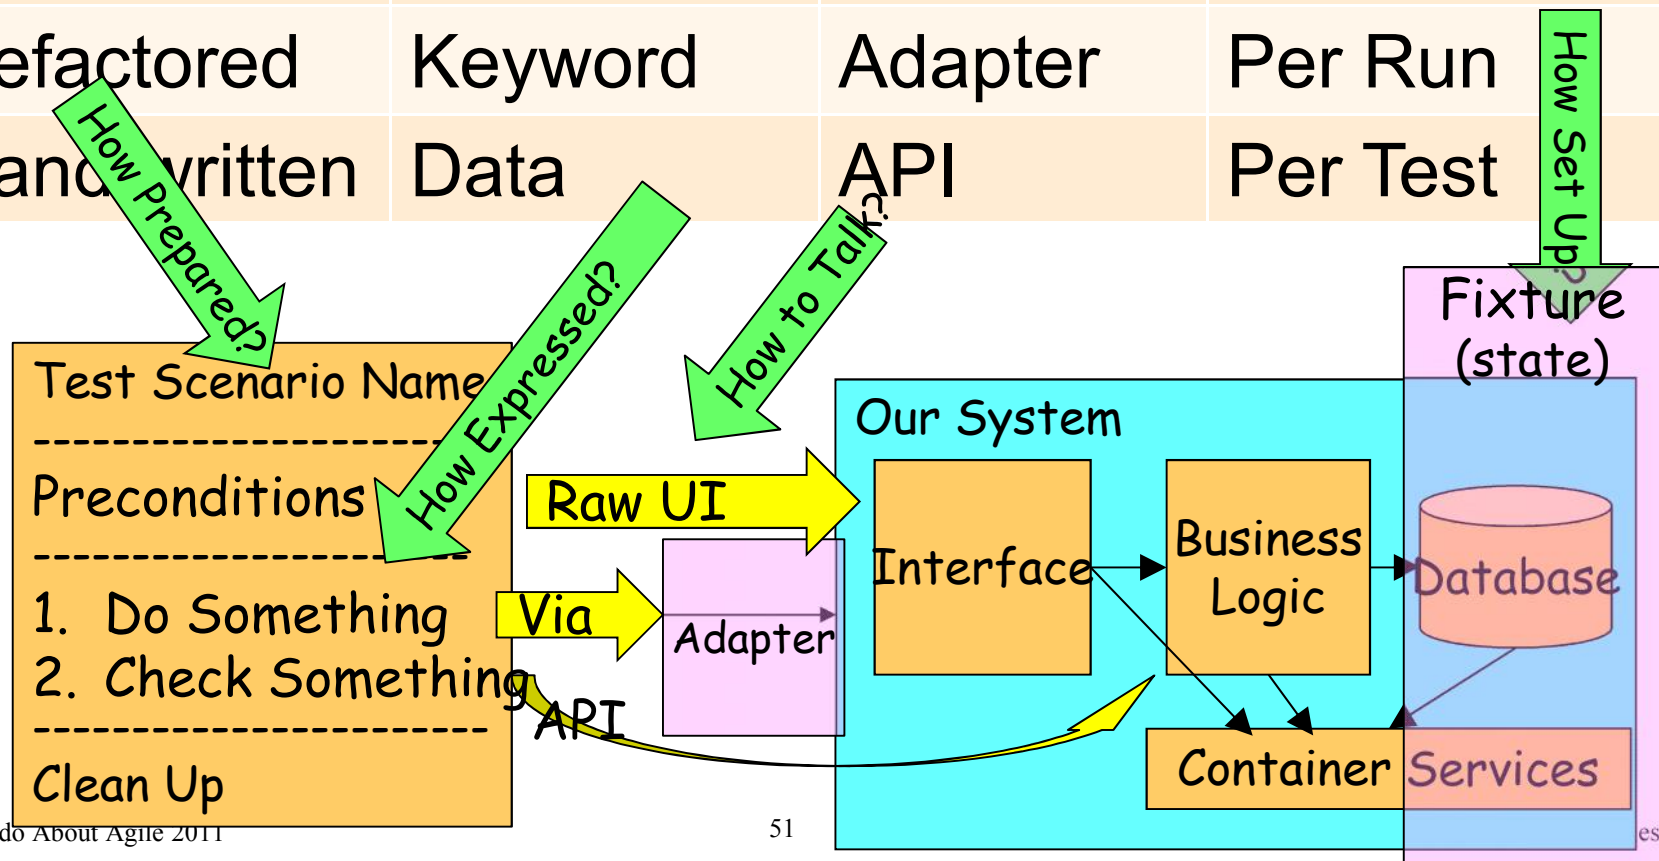 efactored Keyword Adapter Per Run
and written Data API Per Test
How Prepared?
How Expressed?
How to Talk?
How Set Up?
Test Scenario Name
-----------------------
Preconditions
-----------------------
1. Do Something
2. Check Something
-----------------------
Clean Up
Raw UI
Via
API
Adapter
Our System
Interface
Business
Logic
Fixture
(state)
Database
Container Services
do About Agile 2011 51 es